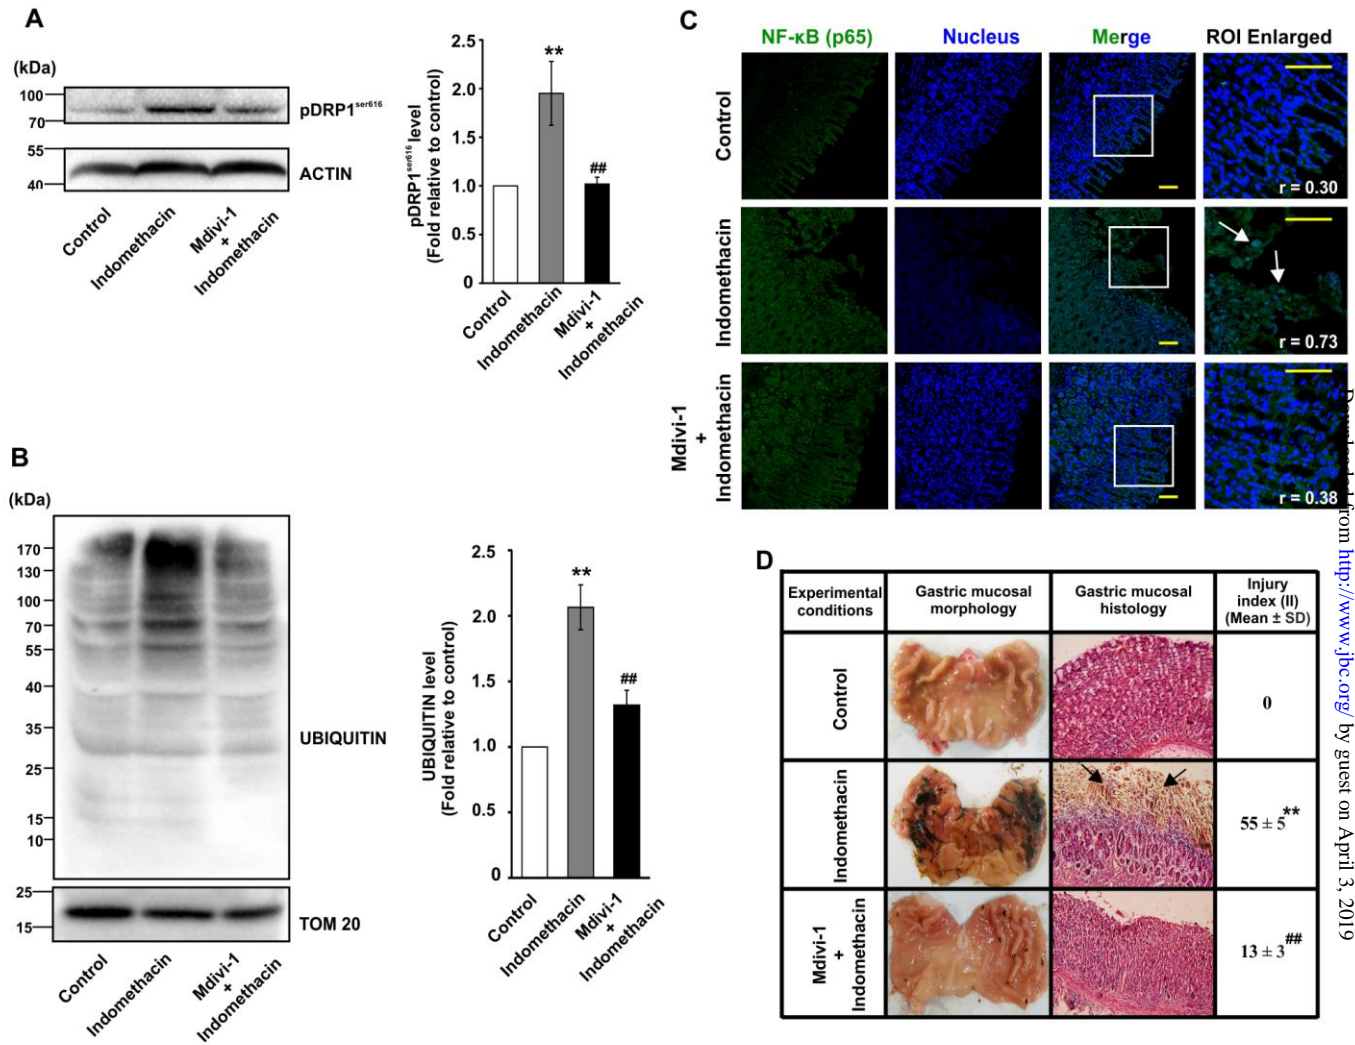 A
(kDa)
100
70
55
40
pDRP1ser616
ACTIN
Control
Indomethacin
Mdivi-1
+
Indomethacin
pDRP1ser616 level
(Fold relative to control)
2.5
2.0
1.5
1.0
0.5
0
**
##
Control
Indomethacin
Mdivi-1
+
Indomethacin
B
(kDa)
170
130
100
70
55
40
35
25
15
10
UBIQUITIN
25
15
TOM 20
Control
Indomethacin
Mdivi-1
+
Indomethacin
UBIQUITIN level
(Fold relative to control)
2.5
2.0
1.5
1.0
0.5
0
**
##
Control
Indomethacin
Mdivi-1
+
Indomethacin
C
NF-κB (p65)
Nucleus
Merge
ROI Enlarged
Control
r = 0.30
Indomethacin
r = 0.73
Mdivi-1
+
Indomethacin
r = 0.38
D
Experimental
conditions
Gastric mucosal
morphology
Gastric mucosal
histology
Injury
index (II)
(Mean ± SD)
Control
0
Indomethacin
55 ± 5**
Mdivi-1
+
Indomethacin
13 ± 3##
Downloaded from http://www.jbc.org/ by guest on April 3, 2019